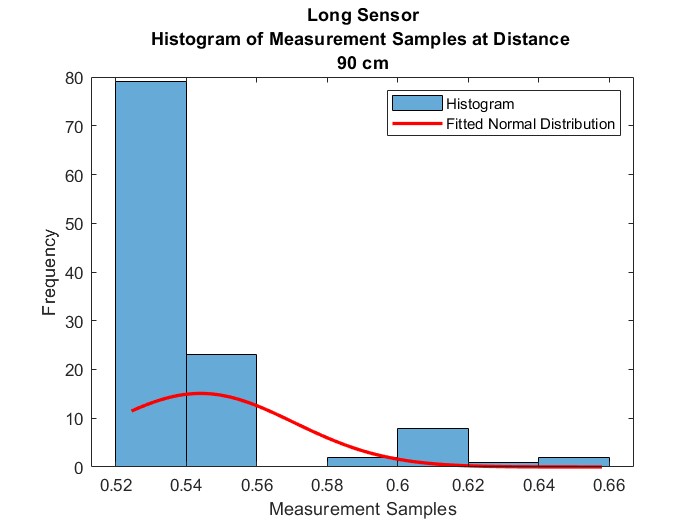 Long Sensor
Histogram of Measurement Samples at Distance
90 cm
Histogram
Fitted Normal Distribution
Frequency
80
70
60
50
40
30
20
10
0
0.52 0.54 0.56 0.58 0.6 0.62 0.64 0.66
Measurement Samples